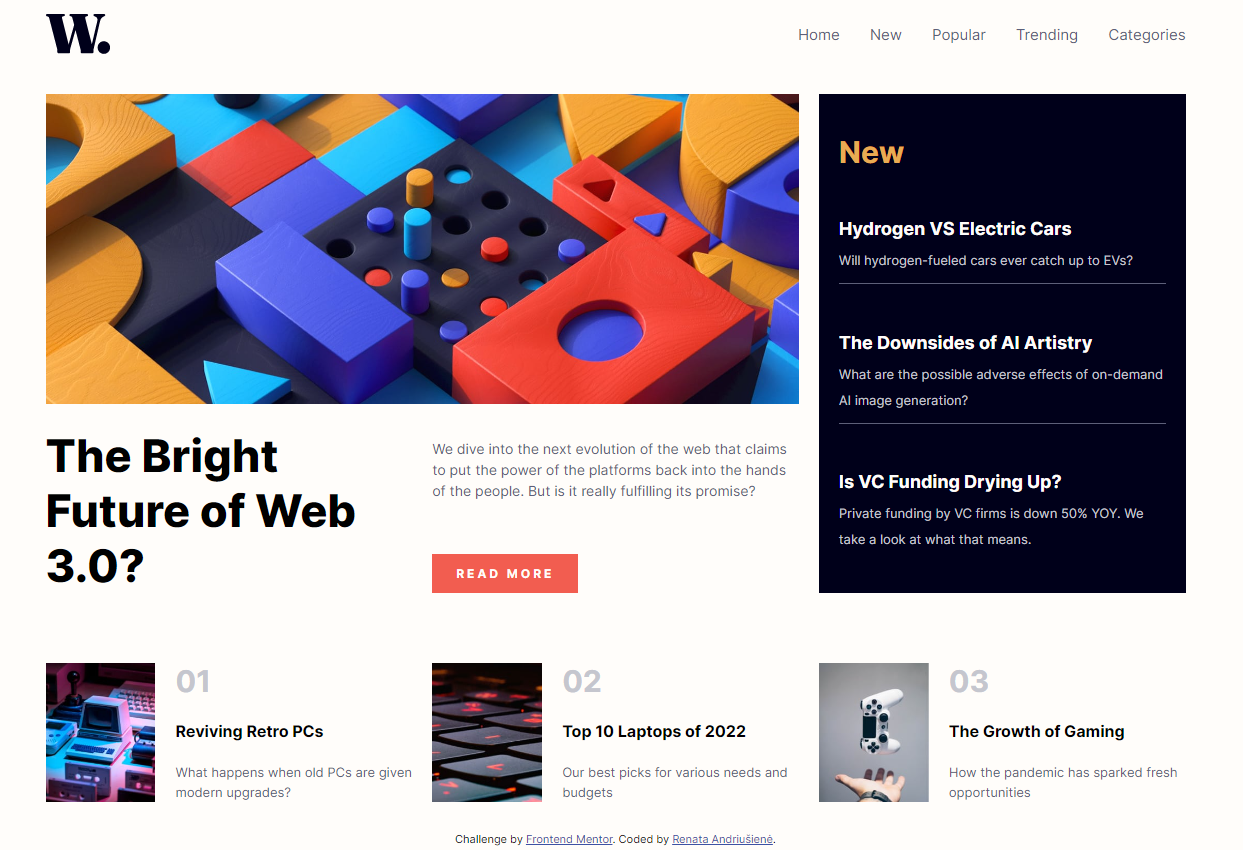 W.
Home New Popular Trending Categories
New
Hydrogen VS Electric Cars
Will hydrogen-fueled cars ever catch up to EVs?
The Downsides of AI Artistry
What are the possible adverse effects of on-demand
AI image generation?
Is VC Funding Drying Up?
Private funding by VC firms is down 50% YOY. We
take a look at what that means.
The Bright
Future of Web
3.0?
We dive into the next evolution of the web that claims
to put the power of the platforms back into the hands
of the people. But is it really fulfilling its promise?
READ MORE
01
Reviving Retro PCs
What happens when old PCs are given
modern upgrades?
02
Top 10 Laptops of 2022
Our best picks for various needs and
budgets
03
The Growth of Gaming
How the pandemic has sparked fresh
opportunities
Challenge by Frontend Mentor. Coded by Renata Andriušienė.